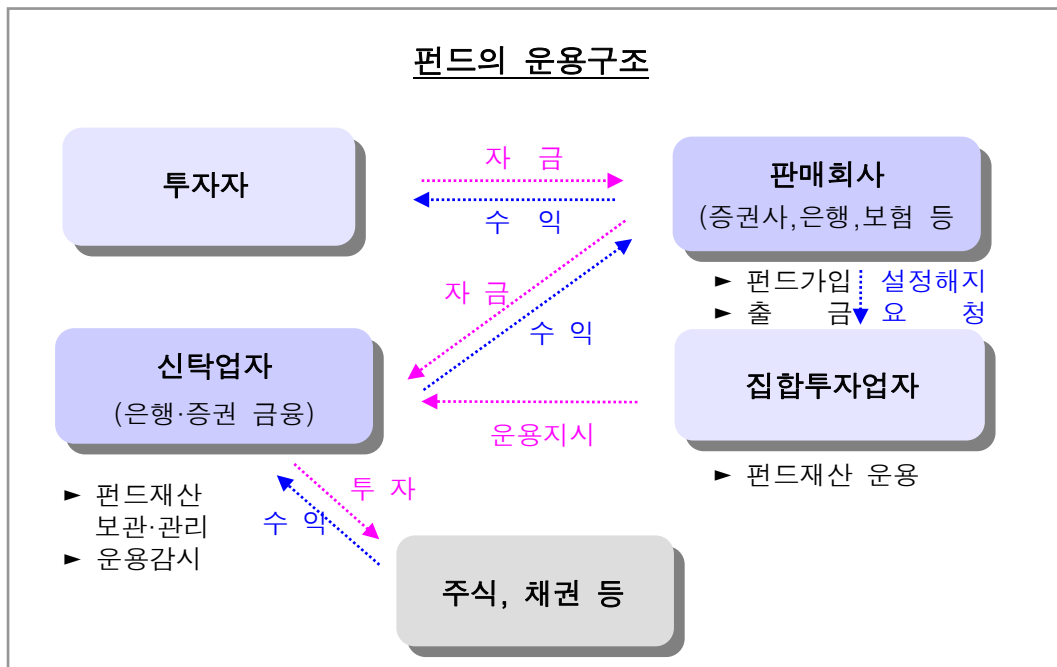 펀드의 운용구조
투자자
자 금
수 익
판매회사
(증권사,은행,보험 등
► 펀드가입
► 출 금
설정해지
요 청
자 금
수 익
신탁업자
(은행·증권 금융)
집합투자업자
운용지시
► 펀드재산 운용
► 펀드재산
보관·관리
► 운용감시
투 자
수 익
주식, 채권 등